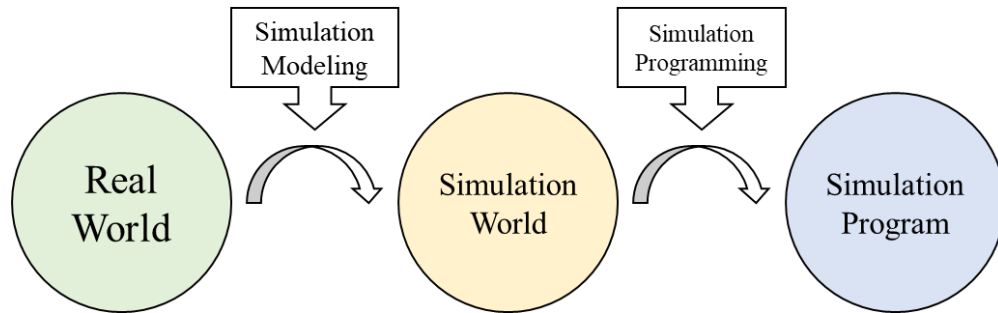 Simulation
Modeling
Simulation
Programming
Real
World
Simulation
World
Simulation
Program